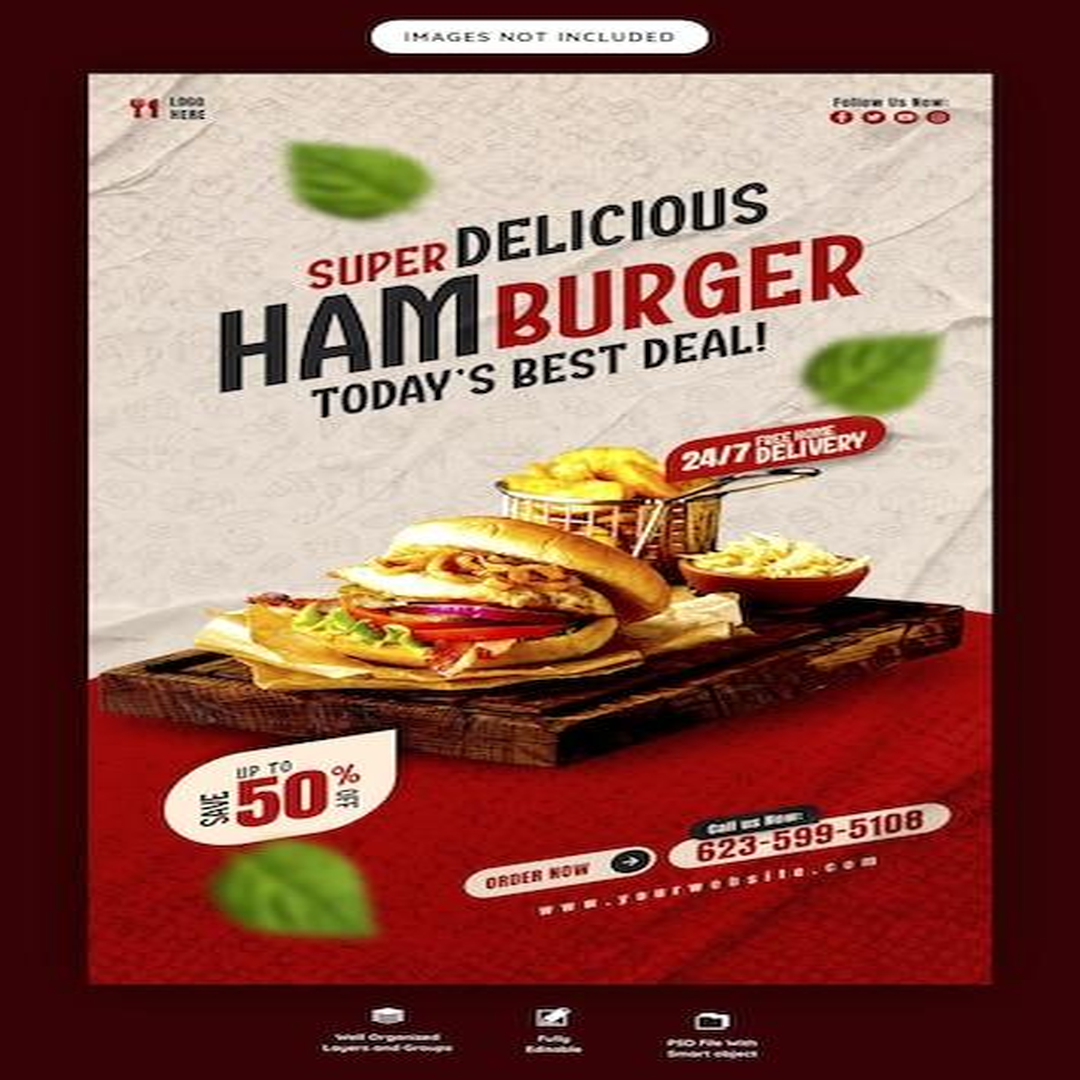 IMAGES NOT INCLUDED
LOGO
HERE
Follow Us Now:
SUPER DELICIOUS
HAMBURGER
TODAY'S BEST DEAL!
24/7 FREE HOME
DELIVERY
SAVE
UP TO
50%
OFF
Call us Now:
623-599-5108
ORDER NOW
www.yourwebsite.com
Well Organized
Layers and Groups
Fully
Editable
PSD File With
Smart object